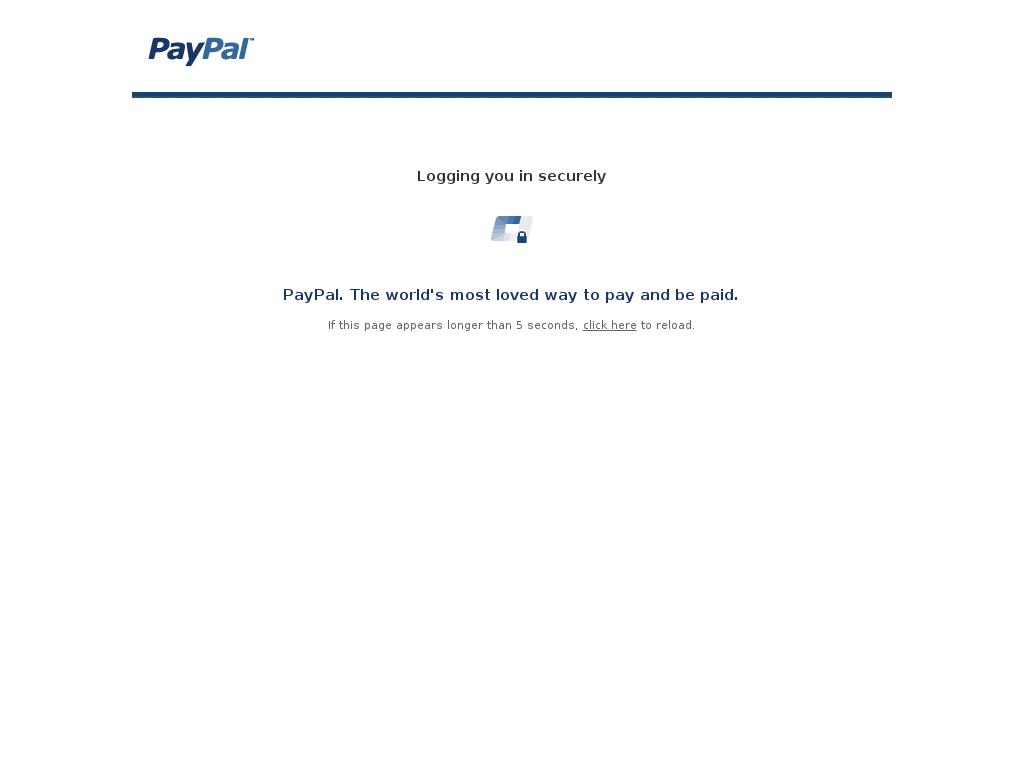 PayPal™
Logging you in securely
PayPal. The world's most loved way to pay and be paid.
If this page appears longer than 5 seconds, click here to reload.